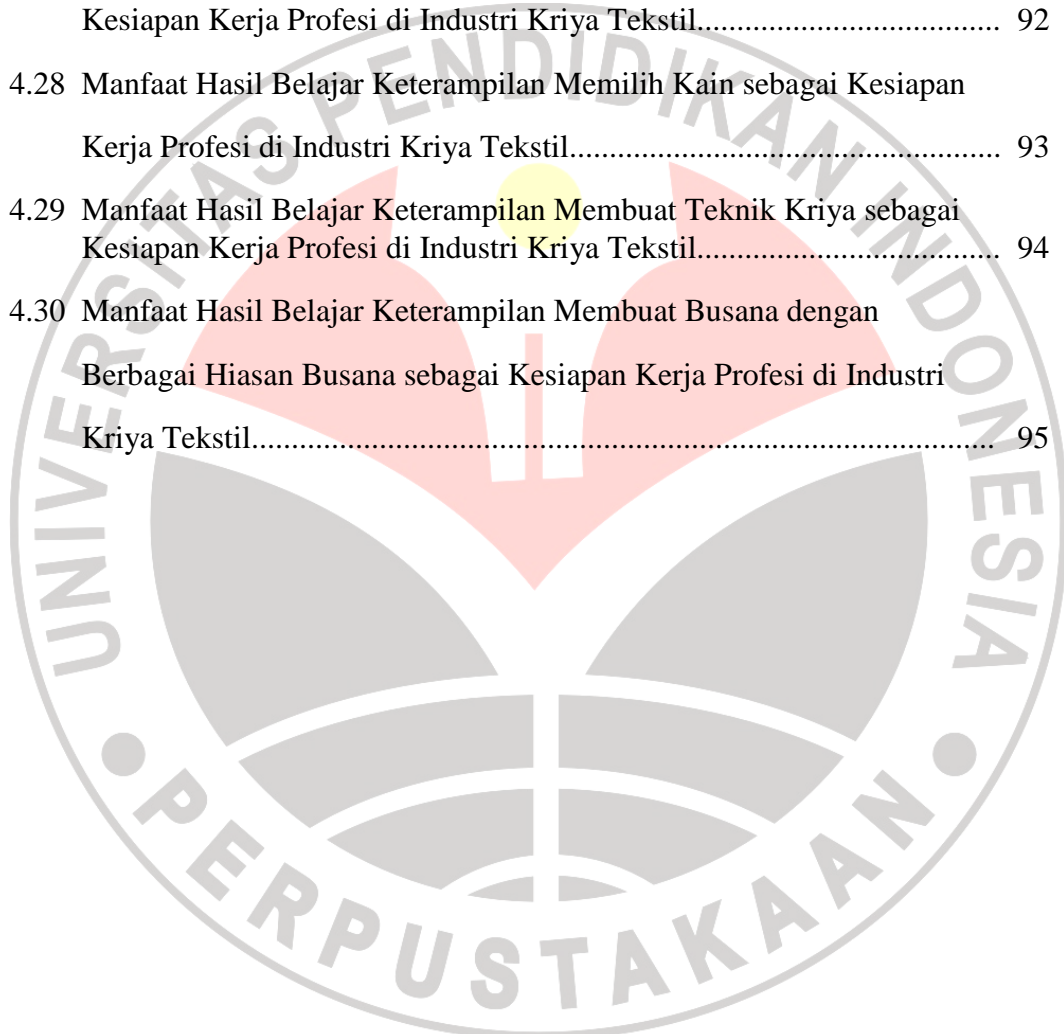 Kesiapan Kerja Profesi di Industri Kriya Tekstil...................................... 92
4.28 Manfaat Hasil Belajar Keterampilan Memilih Kain sebagai Kesiapan
Kerja Profesi di Industri Kriya Tekstil...................................................... 93
4.29 Manfaat Hasil Belajar Keterampilan Membuat Teknik Kriya sebagai
Kesiapan Kerja Profesi di Industri Kriya Tekstil...................................... 94
4.30 Manfaat Hasil Belajar Keterampilan Membuat Busana dengan
Berbagai Hiasan Busana sebagai Kesiapan Kerja Profesi di Industri
Kriya Tekstil............................................................................................. 95
UNIVERSITAS PENDIDIKAN INDONESIA
PERPUSTAKAAN